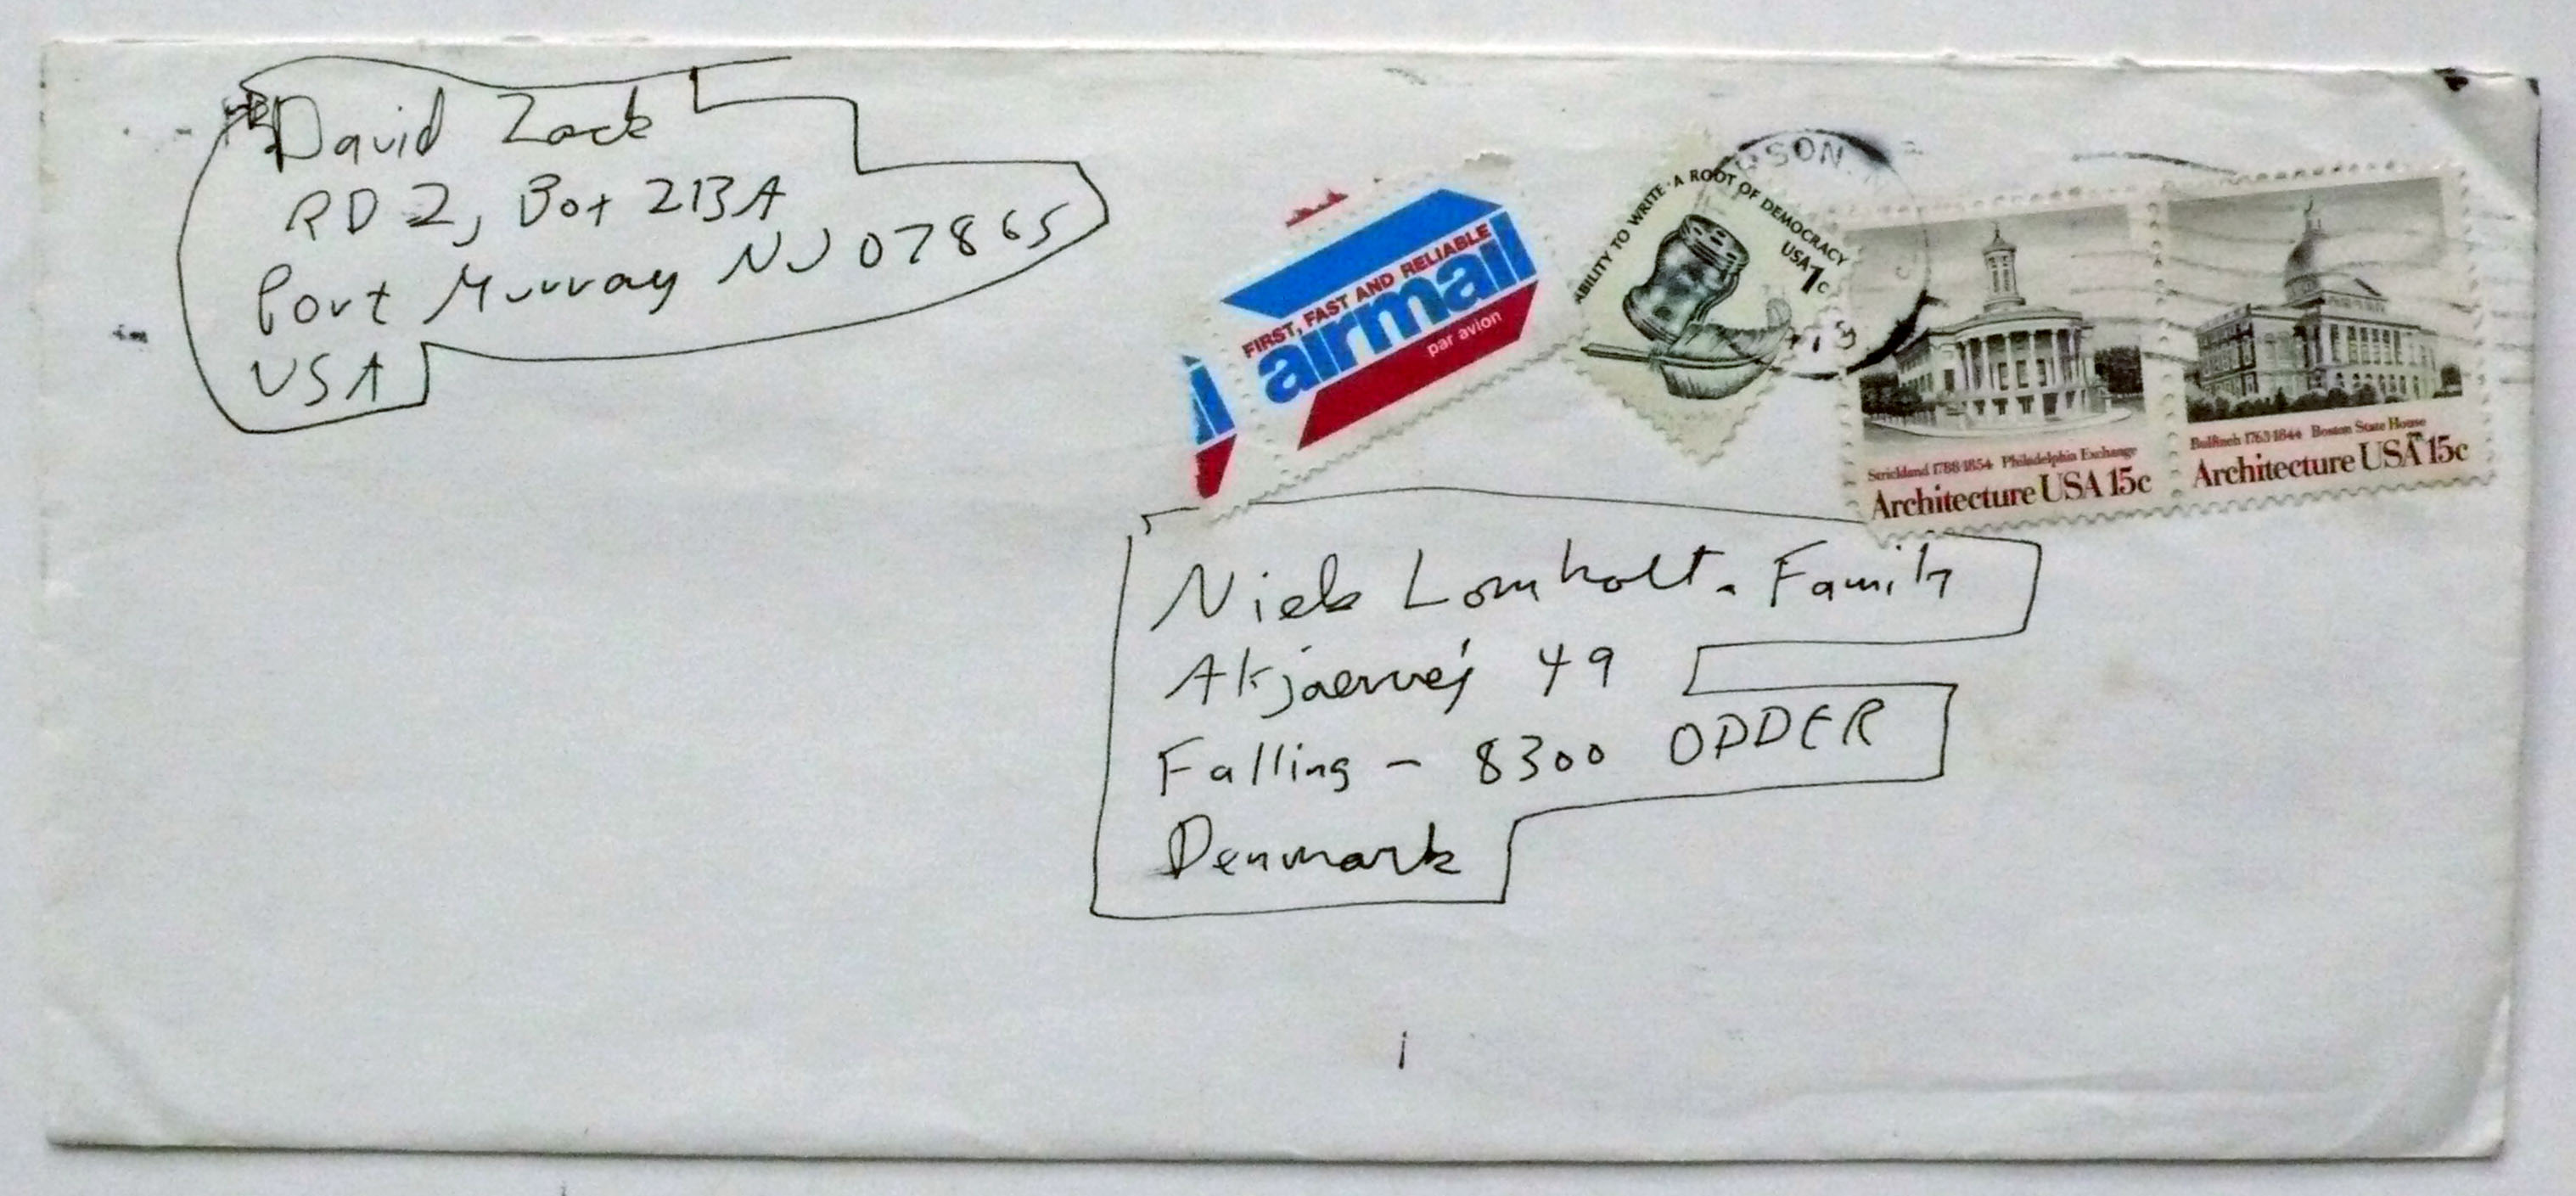 David Zack
RD 2, Box 213A
Port Murray NJ 07865
USA
FIRST, FAST AND RELIABLE
airmail
par avion
ABILITY TO WRITE · A ROOT OF DEMOCRACY
USA 1c
SON, N
Strickland 1788-1854 Philadelphia Exchange
Architecture USA 15c
Bulfinch 1763-1844 Boston State House
Architecture USA 15c
Niels Lomholt - Family
Akjaervej 49
Falling - 8300 ODDER
Denmark